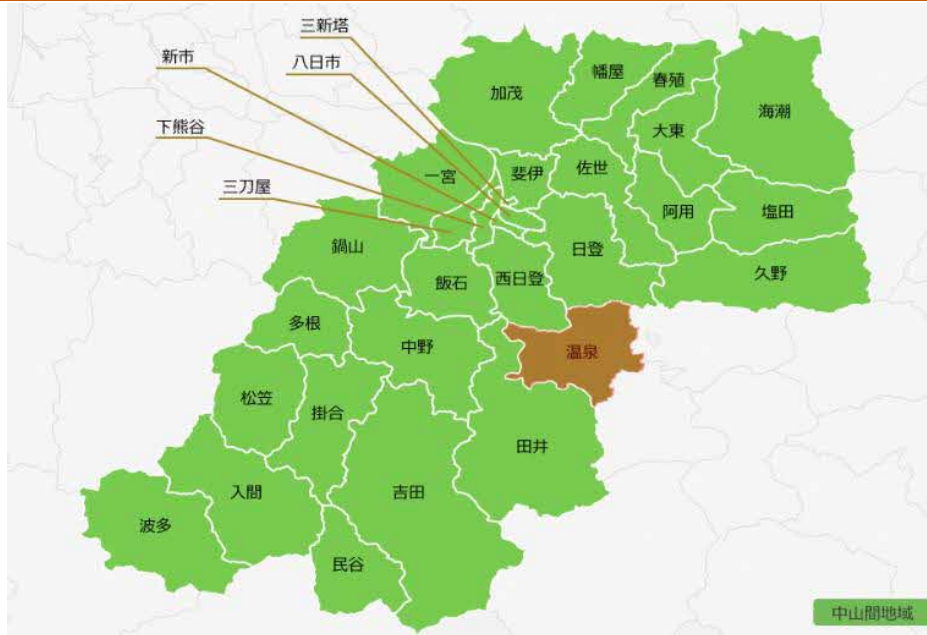 三新塔
新市
八日市
下熊谷
三刀屋
加茂
幡屋
春殖
海潮
大東
一宮
斐伊
佐世
阿用
塩田
鍋山
日登
飯石
西日登
久野
多根
中野
温泉
松笠
掛合
田井
入間
吉田
波多
民谷
中山間地域